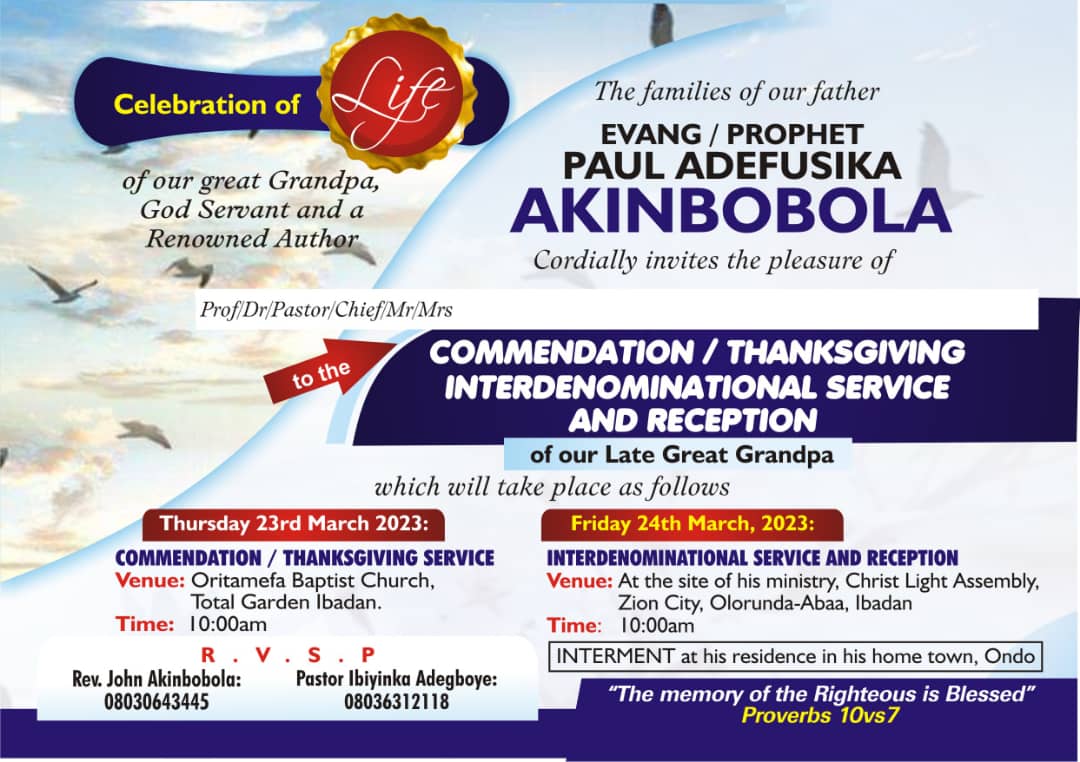 Celebration of Life
of our great Grandpa,
God Servant and a
Renowned Author
The families of our father
EVANG / PROPHET
PAUL ADEFUSIKA
AKINBOBOLA
Cordially invites the pleasure of
Prof/Dr/Pastor/Chief/Mr/Mrs
to the
COMMENDATION / THANKSGIVING
INTERDENOMINATIONAL SERVICE
AND RECEPTION
of our Late Great Grandpa
which will take place as follows
Thursday 23rd March 2023:
COMMENDATION / THANKSGIVING SERVICE
Venue: Oritamefa Baptist Church,
Total Garden Ibadan.
Time: 10:00am
Friday 24th March, 2023:
INTERDENOMINATIONAL SERVICE AND RECEPTION
Venue: At the site of his ministry, Christ Light Assembly,
Zion City, Olorunda-Abaa, Ibadan
Time: 10:00am
INTERMENT at his residence in his home town, Ondo
R . V . S . P
Rev. John Akinbobola:
08030643445
Pastor Ibiyinka Adegboye:
08036312118
“The memory of the Righteous is Blessed”
Proverbs 10vs7